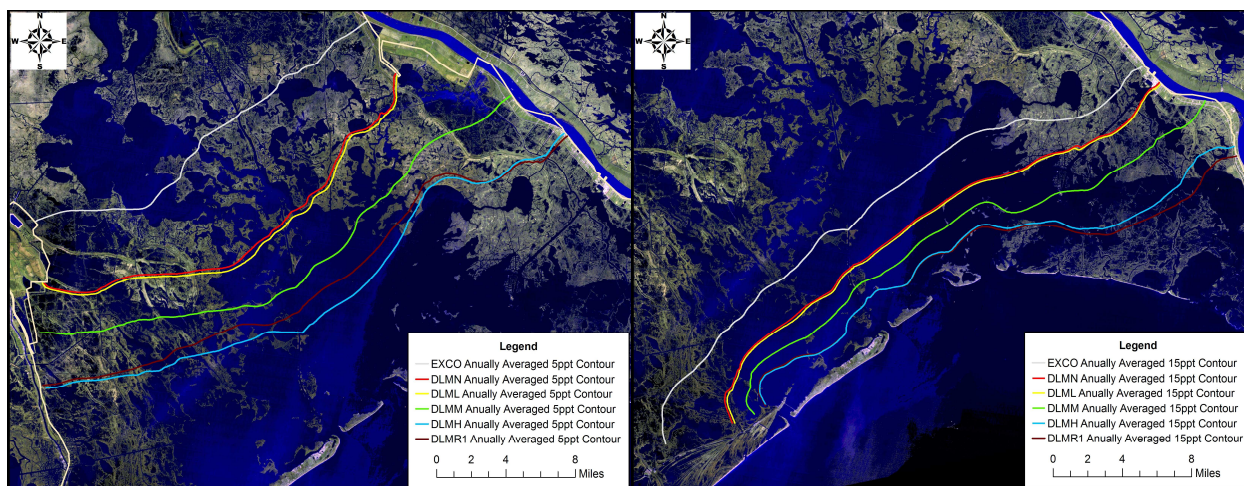 N
W E
S
Legend
EXCO Anually Averaged 5ppt Contour
DLMN Anually Averaged 5ppt Contour
DLML Anually Averaged 5ppt Contour
DLMM Anually Averaged 5ppt Contour
DLMH Anually Averaged 5ppt Contour
DLMR1 Anually Averaged 5ppt Contour
0 4 8
Miles
N
W E
S
Legend
EXCO Anually Averaged 15ppt Contour
DLMN Anually Averaged 15ppt Contour
DLML Anually Averaged 15ppt Contour
DLMM Anually Averaged 15ppt Contour
DLMH Anually Averaged 15ppt Contour
DLMR1 Anually Averaged 15ppt Contour
0 4 8
Miles